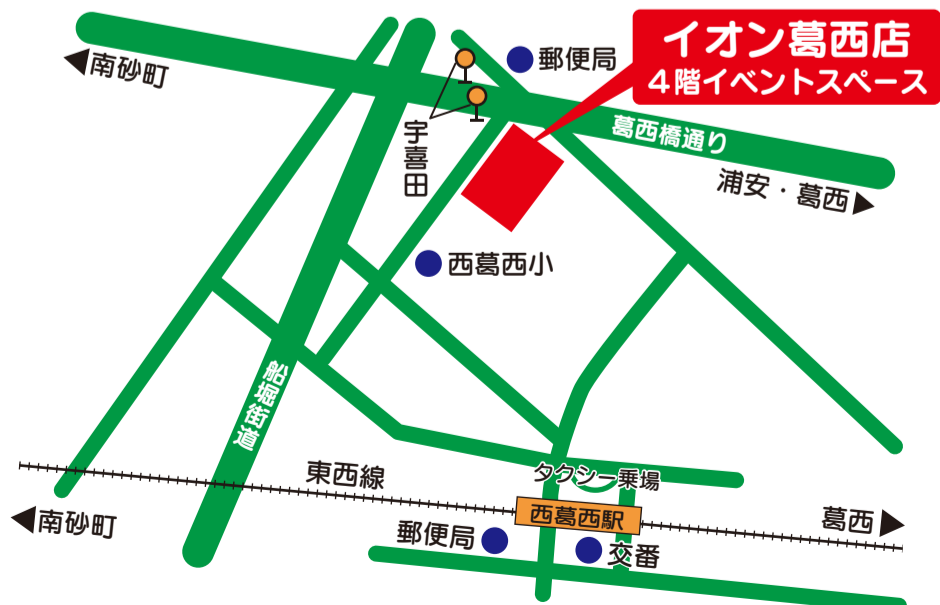 イオン葛西店
4階イベントスペース
郵便局
南砂町
宇喜田
葛西橋通り
浦安・葛西
西葛西小
船堀街道
東西線
タクシー乗場
西葛西駅
南砂町
葛西
郵便局
交番